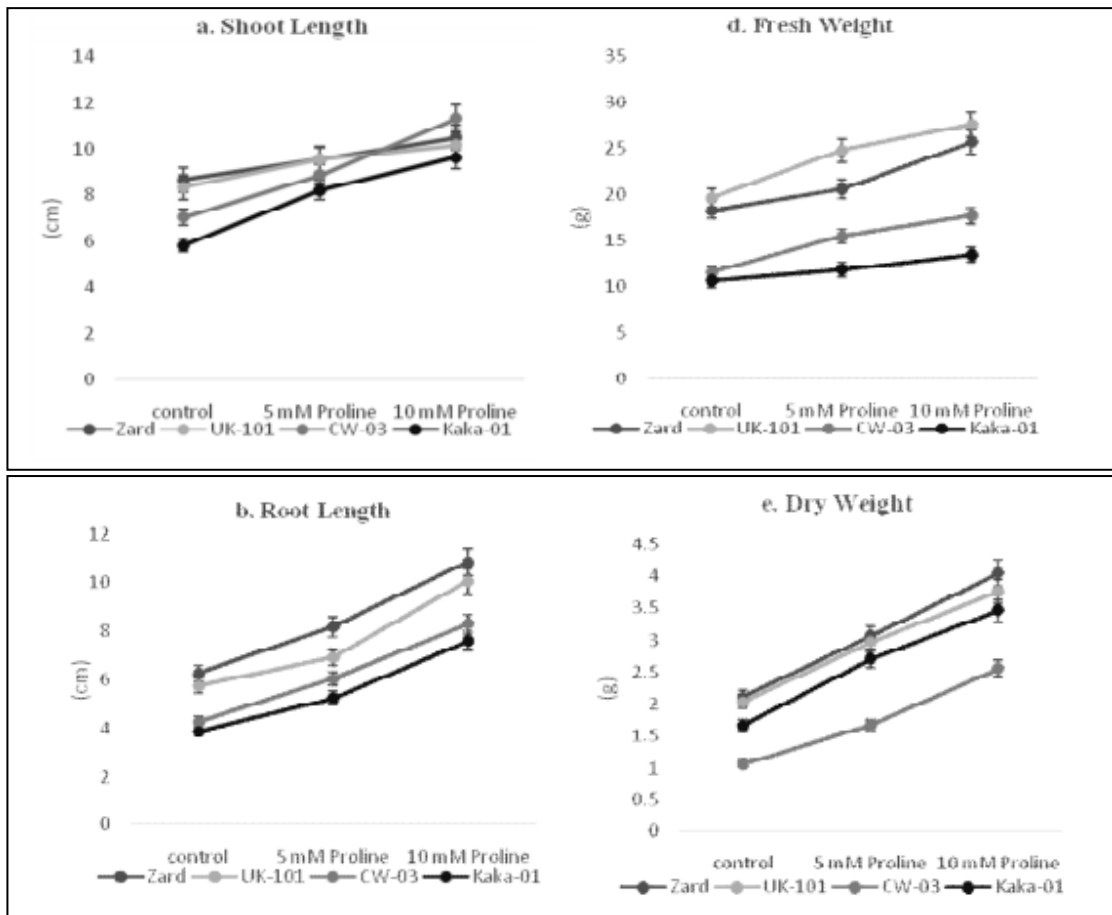 a. Shoot Length
14
12
10
8
6
4
2
0
(cm)
control 5 mM Proline 10 mM Proline
Zard UK-101 CW-03 Kaka-01
d. Fresh Weight
35
30
25
20
15
10
5
0
(g)
control 5 mM Proline 10 mM Proline
Zard UK-101 CW-03 Kaka-01
b. Root Length
12
10
8
6
4
2
0
(cm)
control 5 mM Proline 10 mM Proline
Zard UK-101 CW-03 Kaka-01
e. Dry Weight
4.5
4
3.5
3
2.5
2
1.5
1
0.5
0
(g)
control 5 mM Proline 10 mM Proline
Zard UK-101 CW-03 Kaka-01